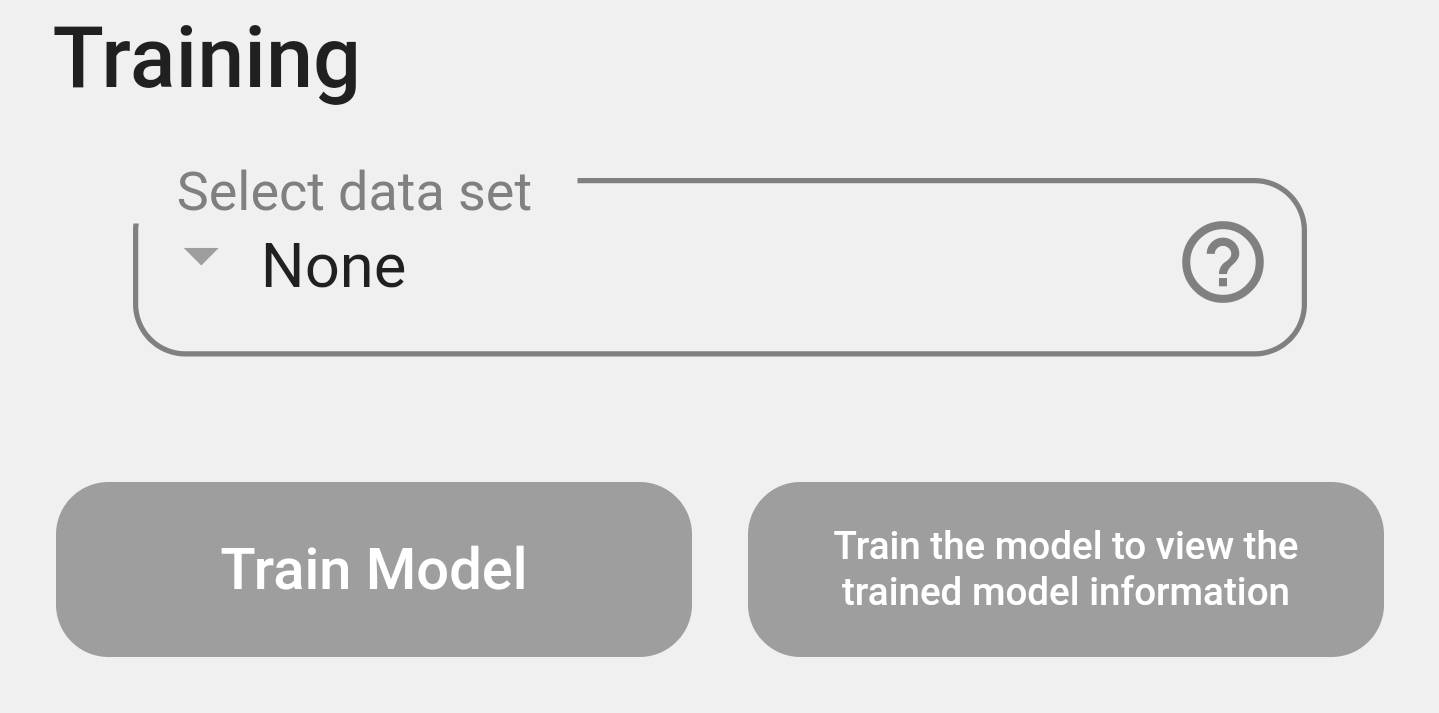 Training
Select data set
None
Train Model
Train the model to view the
trained model information